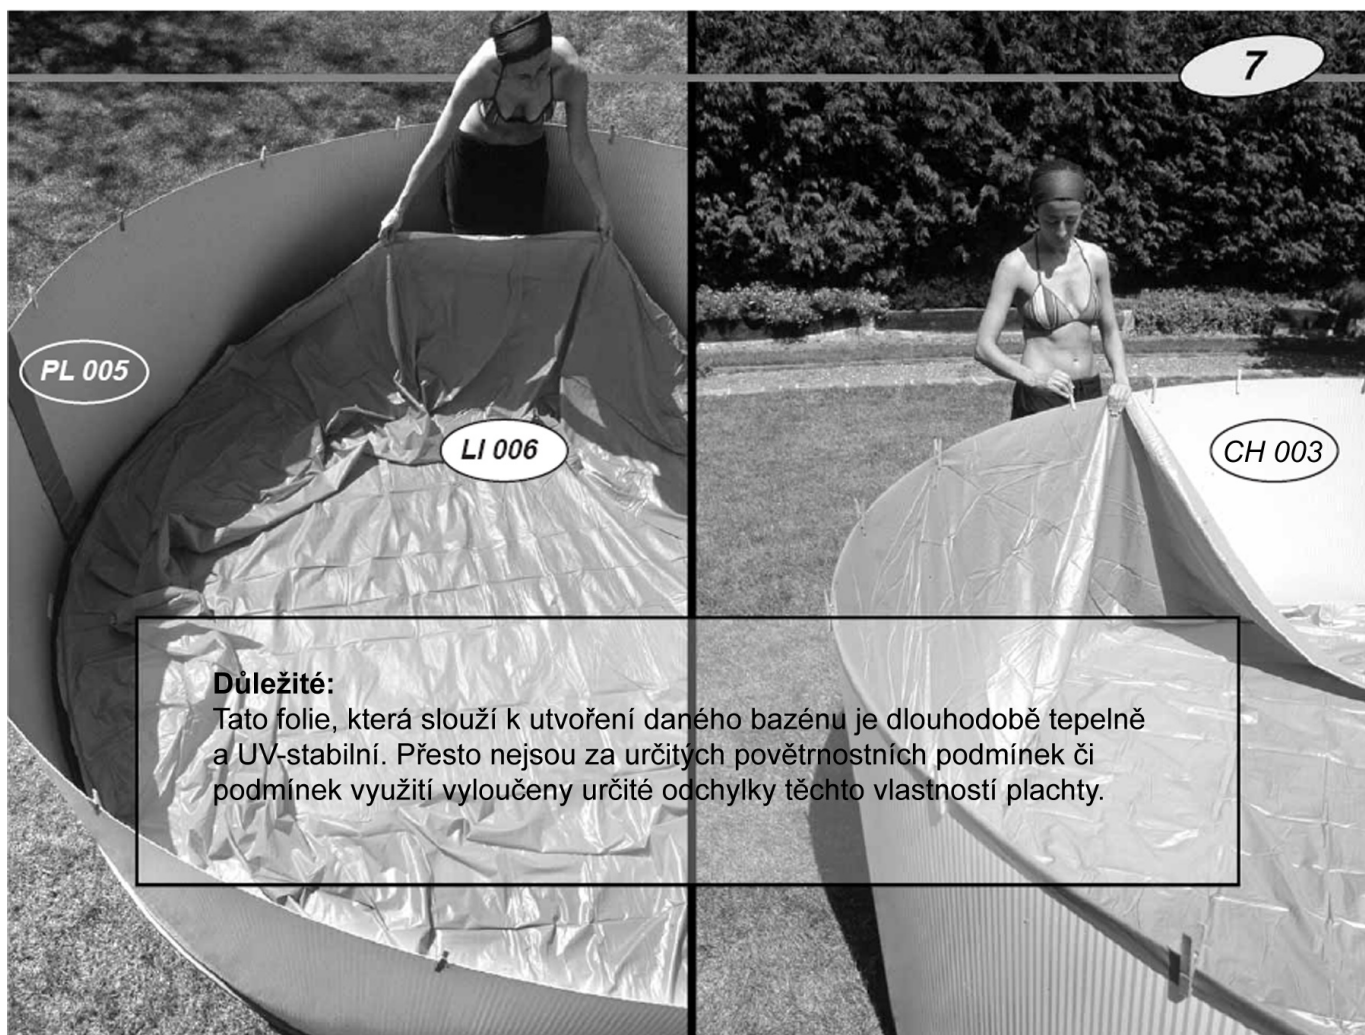 7
PL 005
LI 006
CH 003
Důležité:
Tato folie, která slouží k utvoření daného bazénu je dlouhodobě tepelně
a UV-stabilní. Přesto nejsou za určitých povětrnostních podmínek či
podmínek využití vyloučeny určité odchylky těchto vlastností plachty.